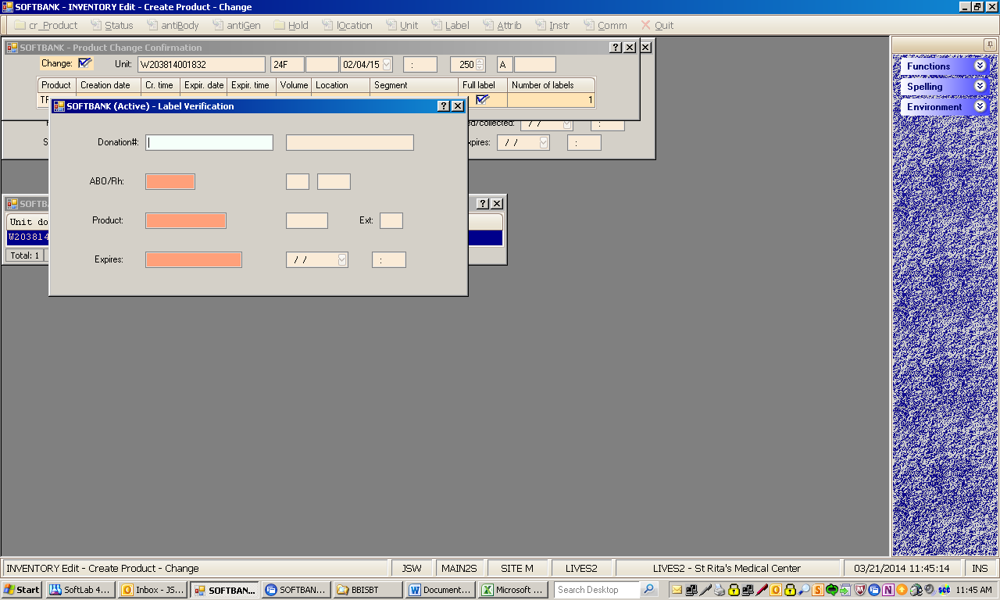 SOFTBANK - INVENTORY Edit - Create Product - Change
cr_Product Status antiBody antiGen Hold lOcation Unit Label Attrib Instr Comm Quit
SOFTBANK - Product Change Confirmation
Change: Unit: W203814001832 24F 02/04/15 : 250 A
Product Creation date Cr. time Expir. date Expir. time Volume Location Segment Full label Number of labels
1
SOFTBANK (Active) - Label Verification
ed/collected: / / :
Donation#:
xpires: / / :
ABO/Rh:
SOFTB
Product: Ext:
Unit do
W203814
Total: 1
Expires: / / :
Functions
Spelling
Environment
INVENTORY Edit - Create Product - Change JSW MAIN2S SITE M LIVES2 LIVES2 - St Rita's Medical Center 03/21/2014 11:45:14 INS
Start SoftLab 4... Inbox - JS... SOFTBAN... SOFTBAN... BBISBT Document... Microsoft ... Search Desktop 11:45 AM